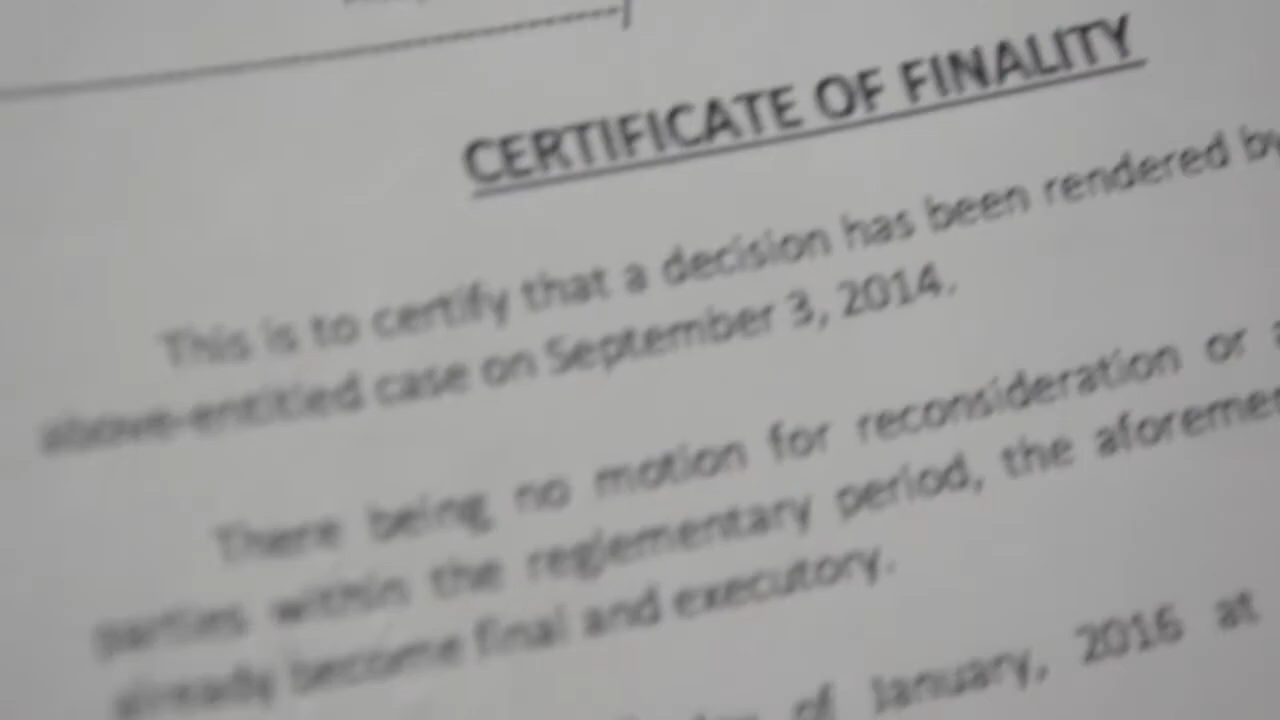 CERTIFICATE OF FINALITY
This is to certify that a decision has been rendered by
above-entitled case on September 3, 2014.
There being no motion for reconsideration or
parties within the reglementary period, the
already become final and executory.
of January, 2016 at